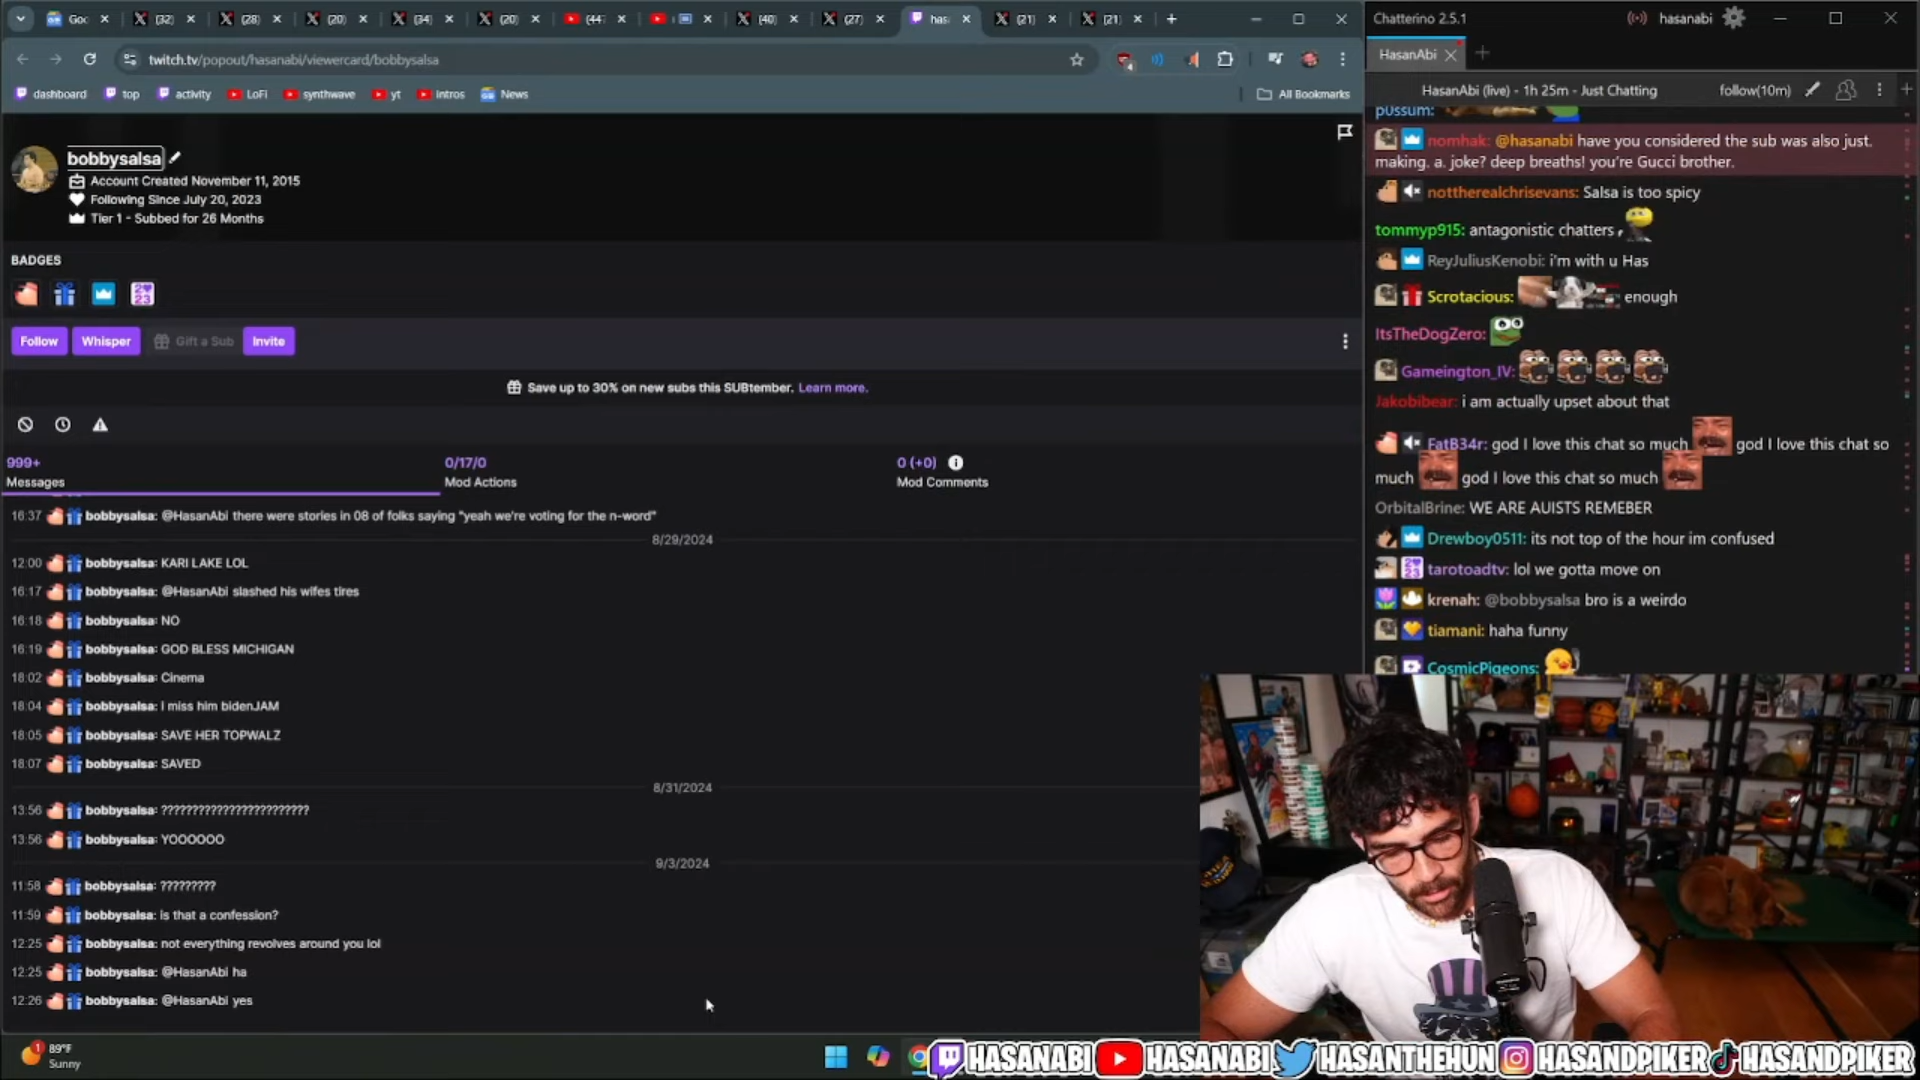 Goc
(32)
(28)
(20)
(34)
(20)
(44
(40)
(27)
has
(21)
(21)
twitch.tv/popout/hasanabi/viewercard/bobbysalsa
dashboard
top
activity
LoFi
synthwave
yt
intros
News
All Bookmarks
bobbysalsa
Account Created November 11, 2015
Following Since July 20, 2023
Tier 1 - Subbed for 26 Months
BADGES
Follow
Whisper
Gift a Sub
Invite
Save up to 30% on new subs this SUBtember. Learn more.
999+
Messages
0/17/0
Mod Actions
0 (+0)
Mod Comments
16:37 bobbysalsa: @HasanAbi there were stories in 08 of folks saying "yeah we're voting for the n-word"
8/29/2024
12:00 bobbysalsa: KARI LAKE LOL
16:17 bobbysalsa: @HasanAbi slashed his wifes tires
16:18 bobbysalsa: NO
16:19 bobbysalsa: GOD BLESS MICHIGAN
18:02 bobbysalsa: Cinema
18:04 bobbysalsa: I miss him bidenJAM
18:05 bobbysalsa: SAVE HER TOPWALZ
18:07 bobbysalsa: SAVED
8/31/2024
13:56 bobbysalsa: ????????????????????????
13:56 bobbysalsa: YOOOOOO
9/3/2024
11:58 bobbysalsa: ?????????
11:59 bobbysalsa: is that a confession?
12:25 bobbysalsa: not everything revolves around you lol
12:25 bobbysalsa: @HasanAbi ha
12:26 bobbysalsa: @HasanAbi yes
89°F
Sunny
Chatterino 2.5.1
hasanabi
HasanAbi
HasanAbi (live) - 1h 25m - Just Chatting
follow(10m)
p0ssum:
nomhak: @hasanabi have you considered the sub was also just.
making. a. joke? deep breaths! you're Gucci brother.
nottherealchrisevans: Salsa is too spicy
tommyp915: antagonistic chatters ,
ReyJuliusKenobi: i'm with u Has
Scrotacious: enough
ItsTheDogZero:
Gameington_IV:
Jakobibear: i am actually upset about that
FatB34r: god I love this chat so much god I love this chat so
much god I love this chat so much
OrbitalBrine: WE ARE AUISTS REMEBER
Drewboy0511: its not top of the hour im confused
tarotoadtv: lol we gotta move on
krenah: @bobbysalsa bro is a weirdo
tiamani: haha funny
CosmicPigeons:
HASANABI
HASANABI
HASANTHEHUN
HASANDPIKER
HASANDPIKER